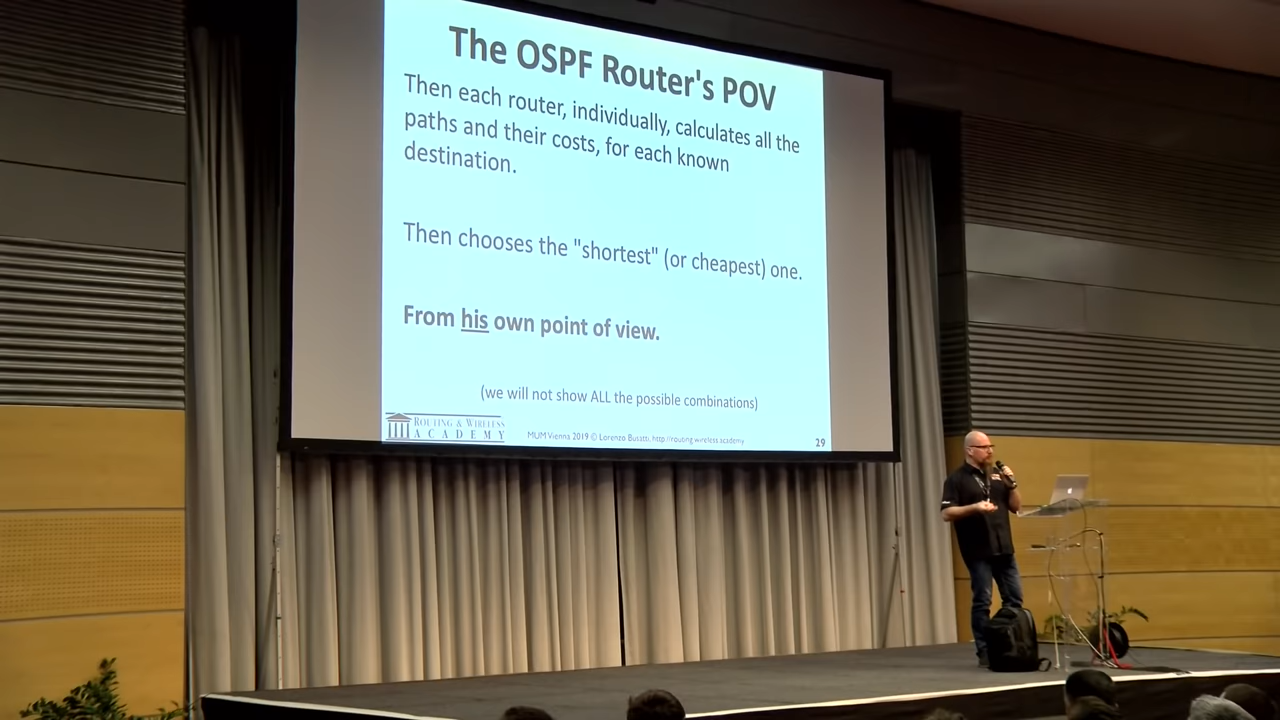 The OSPF Router's POV
Then each router, individually, calculates all the
paths and their costs, for each known
destination.
Then chooses the "shortest" (or cheapest) one.
From his own point of view.
(we will not show ALL the possible combinations)
ROUTING & WIRELESS
ACADEMY
MUM Vienna 2019 © Lorenzo Busatti, http://routing.wireless.academy
29